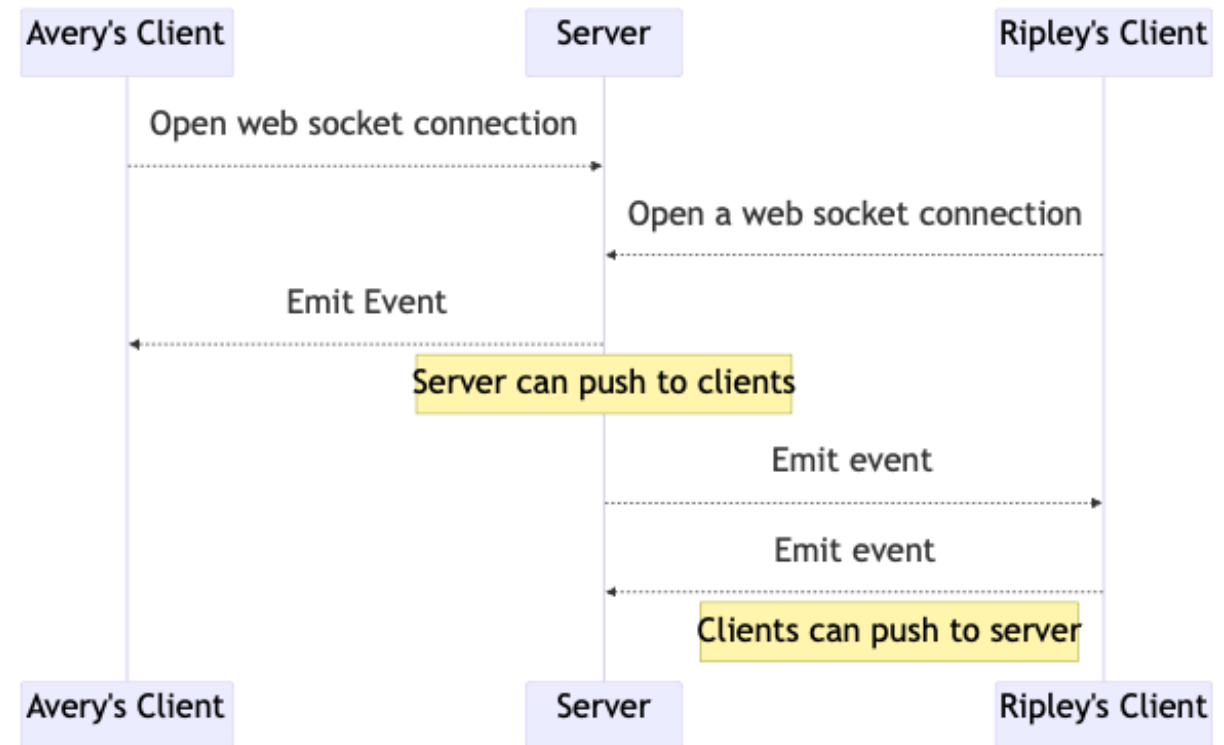 Avery's Client
Server
Ripley's Client
Open web socket connection
Open a web socket connection
Emit Event
Server can push to clients
Emit event
Emit event
Clients can push to server
Avery's Client
Server
Ripley's Client